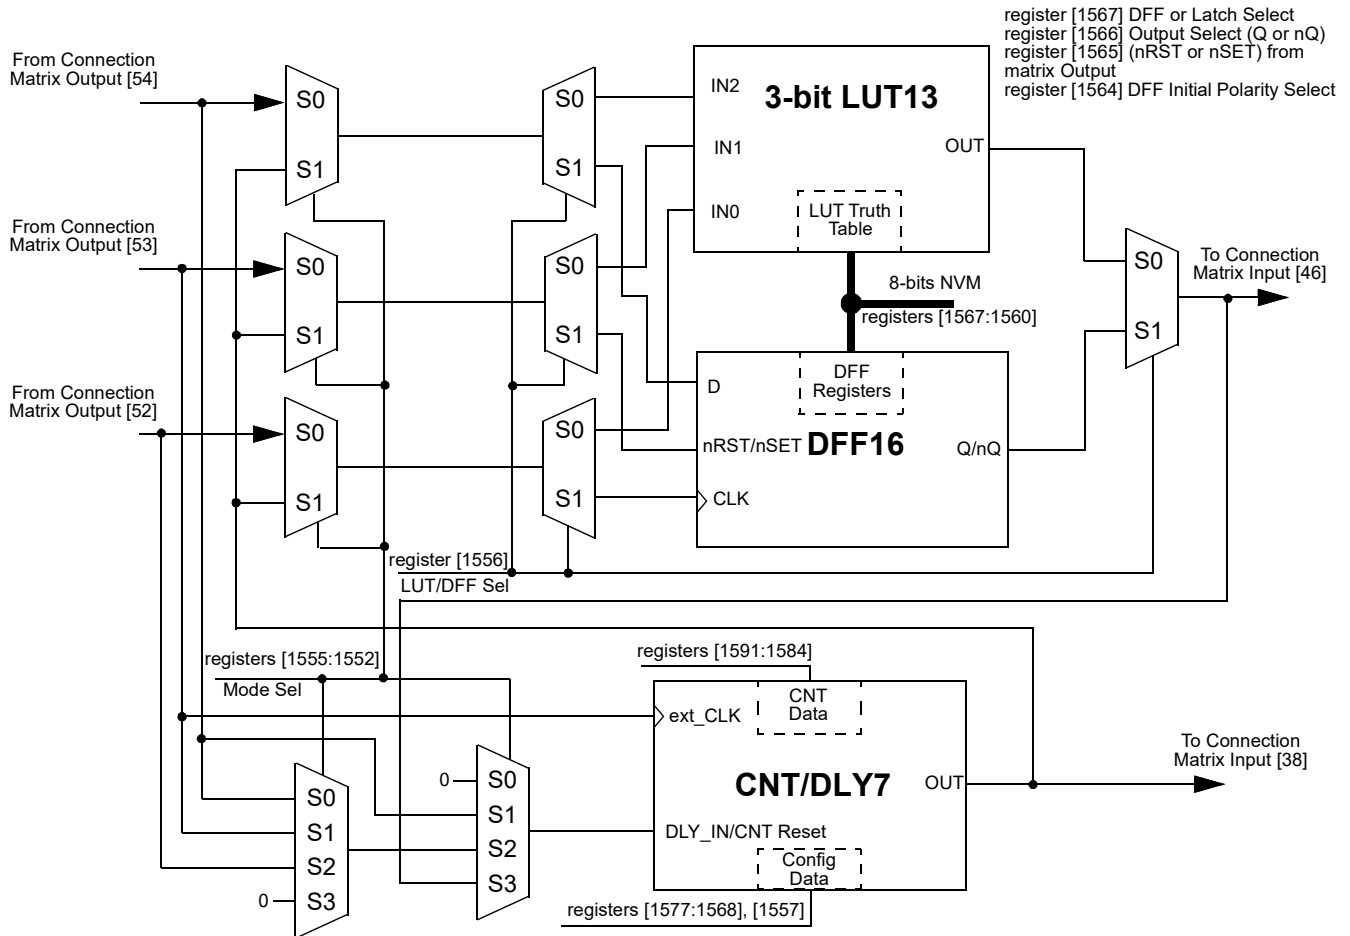 register [1567] DFF or Latch Select
register [1566] Output Select (Q or nQ)
register [1565] (nRST or nSET) from
matrix Output
register [1564] DFF Initial Polarity Select
From Connection
Matrix Output [54]
S0
S1
S0
S1
IN2
3-bit LUT13
IN1
OUT
IN0
LUT Truth
Table
From Connection
Matrix Output [53]
S0
S1
S0
S1
S0
S1
To Connection
Matrix Input [46]
8-bits NVM
registers [1567:1560]
From Connection
Matrix Output [52]
S0
S1
S0
S1
D
DFF
Registers
nRST/nSET
DFF16
Q/nQ
CLK
register [1556]
LUT/DFF Sel
registers [1555:1552]
Mode Sel
registers [1591:1584]
CNT
Data
ext_CLK
CNT/DLY7
OUT
To Connection
Matrix Input [38]
DLY_IN/CNT Reset
Config
Data
registers [1577:1568], [1557]
0
S0
S1
S2
S3
S0
S1
S2
0
S3